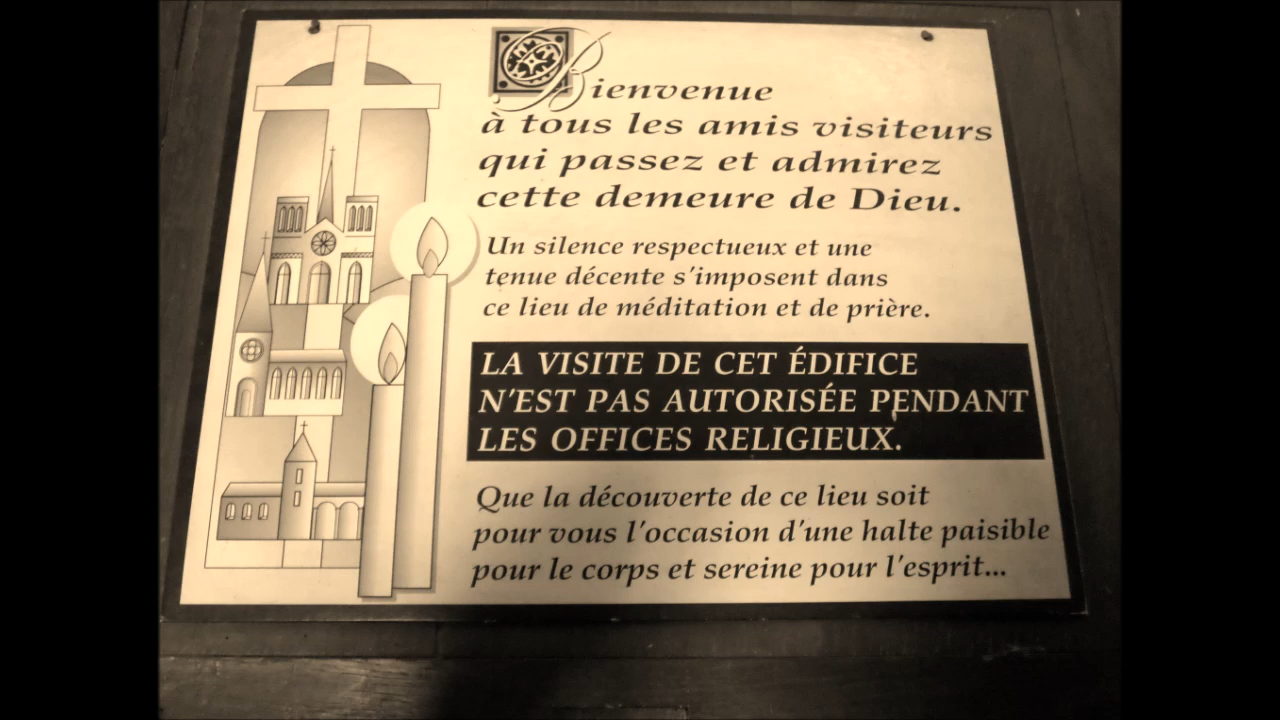 Bienvenue
à tous les amis visiteurs
qui passez et admirez
cette demeure de Dieu.
Un silence respectueux et une
tenue décente s'imposent dans
ce lieu de méditation et de prière.
LA VISITE DE CET ÉDIFICE
N'EST PAS AUTORISÉE PENDANT
LES OFFICES RELIGIEUX.
Que la découverte de ce lieu soit
pour vous l'occasion d'une halte paisible
pour le corps et sereine pour l'esprit...